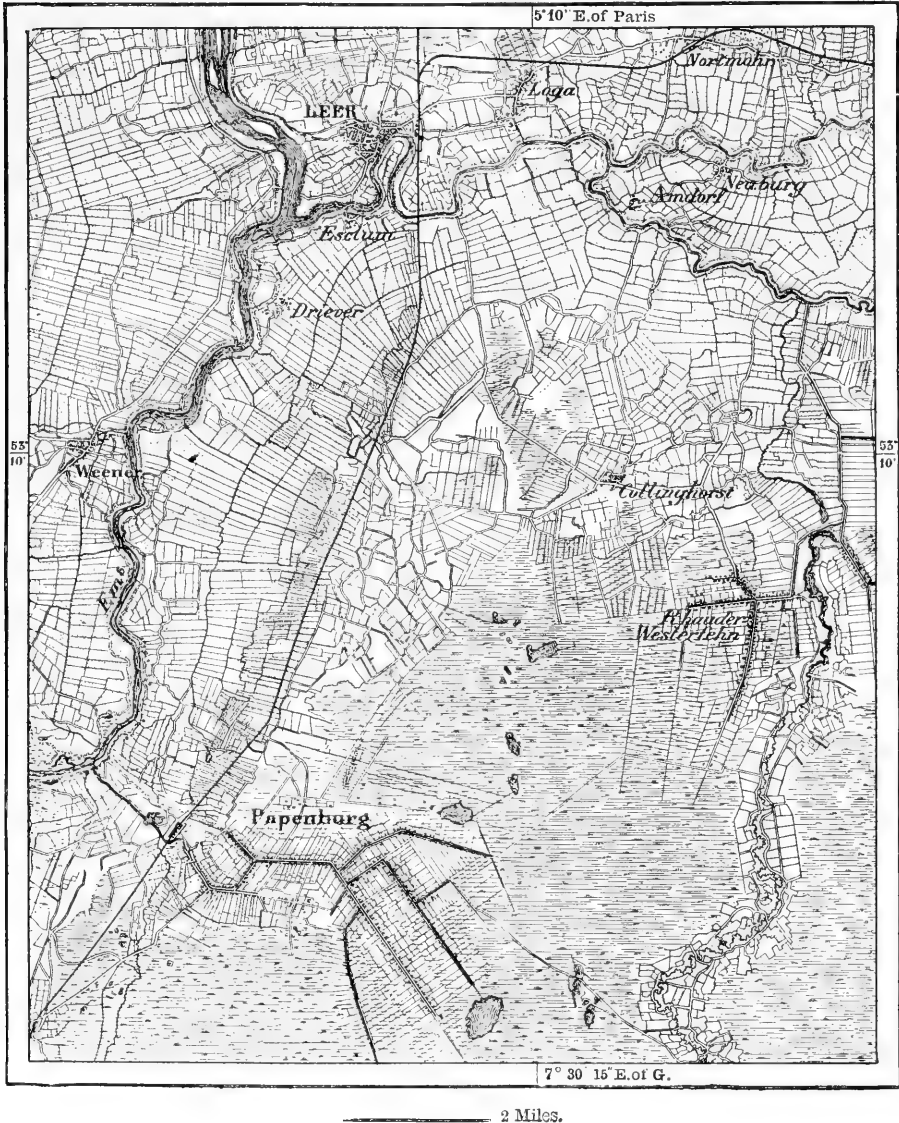 5° 10' E. of Paris
Nortmohr
Loga
LEER
Neuburg
Amdorf
Esclum
Driever
53°
10'
53°
10'
Weener
Collinghorst
Ems
Rhauder
Westerfehn
Papenburg
7° 30' 15" E. of G.
2 Miles.